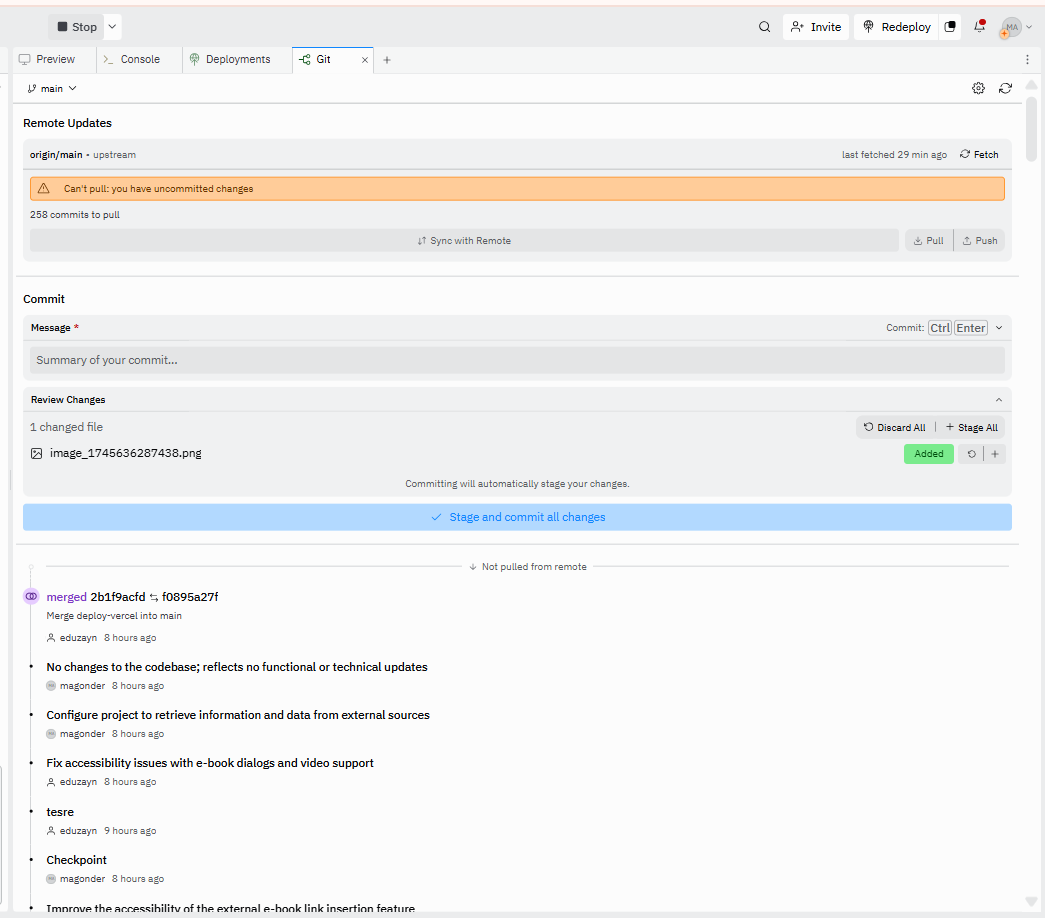 Stop
Invite
Redeploy
MA
Preview
Console
Deployments
Git
main
Remote Updates
origin/main • upstream
last fetched 29 min ago
Fetch
Can't pull: you have uncommitted changes
258 commits to pull
Sync with Remote
Pull
Push
Commit
Message *
Commit: Ctrl Enter
Summary of your commit...
Review Changes
1 changed file
Discard All
Stage All
image_1745636287438.png
Added
Committing will automatically stage your changes.
Stage and commit all changes
Not pulled from remote
merged 2b1f9acfd ⇆ f0895a27f
Merge deploy-vercel into main
eduzayn 8 hours ago
No changes to the codebase; reflects no functional or technical updates
magonder 8 hours ago
Configure project to retrieve information and data from external sources
magonder 8 hours ago
Fix accessibility issues with e-book dialogs and video support
eduzayn 8 hours ago
tesre
eduzayn 9 hours ago
Checkpoint
magonder 8 hours ago
Improve the accessibility of the external e-book link insertion feature